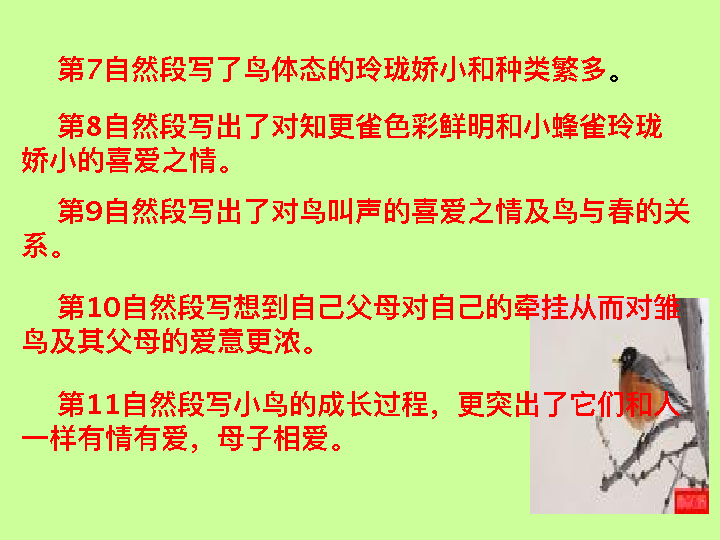 第7自然段写了鸟体态的玲珑娇小和种类繁多。
第8自然段写出了对知更雀色彩鲜明和小蜂雀玲珑
娇小的喜爱之情。
第9自然段写出了对鸟叫声的喜爱之情及鸟与春的关
系。
第10自然段写想到自己父母对自己的牵挂从而对雏
鸟及其父母的爱意更浓。
第11自然段写小鸟的成长过程，更突出了它们和人
一样有情有爱，母子相爱。